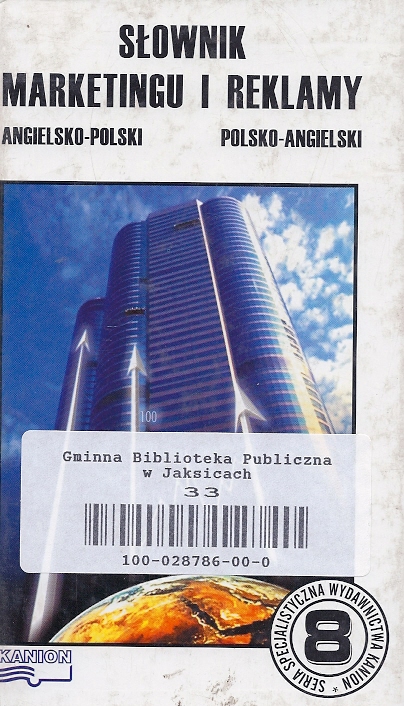 SŁOWNIK
MARKETINGU I REKLAMY
ANGIELSKO-POLSKI POLSKO-ANGIELSKI
100
Gminna Biblioteka Publiczna
w Jaksicach
33
100-028786-00-0
KANION
SERIA SPECJALISTYCZNA WYDAWNICTWA KANION *
8